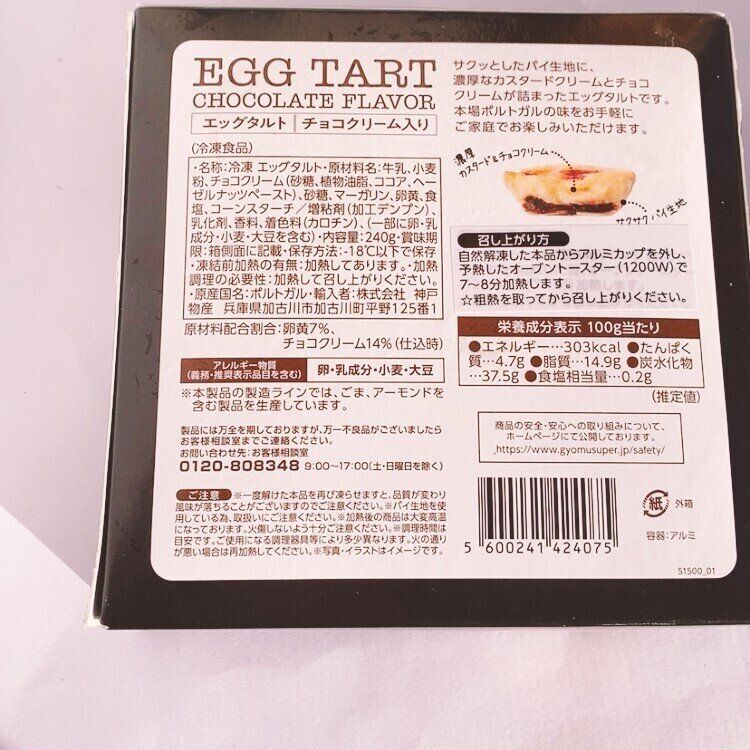 EGG TART
CHOCOLATE FLAVOR
エッグタルト | チョコクリーム入り
(冷凍食品)
・名称:冷凍 エッグタルト・原材料名:牛乳、小麦
粉、チョコクリーム(砂糖、植物油脂、ココア、ヘー
ゼルナッツペースト)、砂糖、マーガリン、卵黄、食
塩、コーンスターチ/増粘剤(加工デンプン)、
乳化剤、香料、着色料(カロチン)、(一部に卵・乳
成分・小麦・大豆を含む)・内容量:240g・賞味期
限:箱側面に記載・保存方法:-18℃以下で保存
・凍結前加熱の有無:加熱してあります。・加熱
調理の必要性:加熱して召し上がりください。
・原産国名:ポルトガル・輸入者:株式会社 神戸
物産 兵庫県加古川市加古川町平野125番1
原材料配合割合:卵黄7%、
チョコクリーム14%(仕込時)
アレルギー物質
(義務・推奨表示品目を含む)
卵・乳成分・小麦・大豆
※本製品の製造ラインでは、ごま、アーモンドを
含む製品を生産しています。
製品には万全を期しておりますが、万一不良品がございましたら
お客様相談室までご連絡ください。
お問い合わせ先:お客様相談室
0120-808348 9:00〜17:00(土・日曜日を除く)
ご注意 ※一度解けた本品を再び凍らせますと、品質が変わり
風味が落ちることがございますのでご注意ください。※パイ生地を使
用している為、取扱いにご注意ください。※加熱後の商品は大変高温
になっております。火傷しないよう十分ご注意ください。※調理時間は
目安です。ご使用になる調理器具等により多少異なります。火の通り
が悪い場合は再加熱してください。※写真・イラストはイメージです。
サクッとしたパイ生地に、
濃厚なカスタードクリームとチョコ
クリームが詰まったエッグタルトです。
本場ポルトガルの味をお手軽に
ご家庭でお楽しみいただけます。
濃厚
カスタード&チョコクリーム
サクサクパイ生地
召し上がり方
自然解凍した本品からアルミカップを外し、
予熱したオーブントースター(1200W)で
7〜8分加熱します。
☆粗熱を取ってから召し上がりください。
栄養成分表示 100g当たり
●エネルギー…303kcal ●たんぱく
質…4.7g ●脂質…14.9g ●炭水化物
…37.5g ●食塩相当量…0.2g
(推定値)
商品の安全・安心への取り組みについて、
ホームページにて公開しております。
https://www.gyomusuper.jp/safety/
5 600241 424075
紙
外箱
容器:アルミ
51500_01